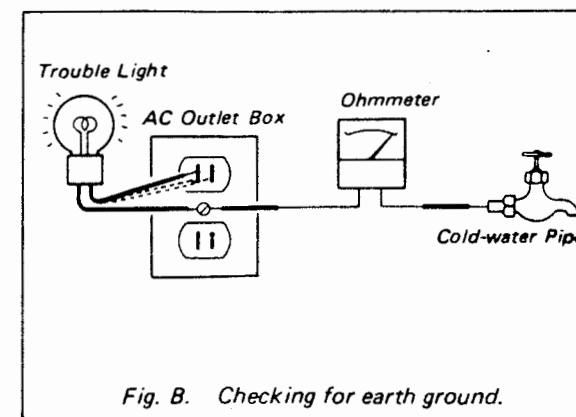 Trouble Light
AC Outlet Box
Ohmmeter
Cold-water Pipe
Fig. B. Checking for earth ground.